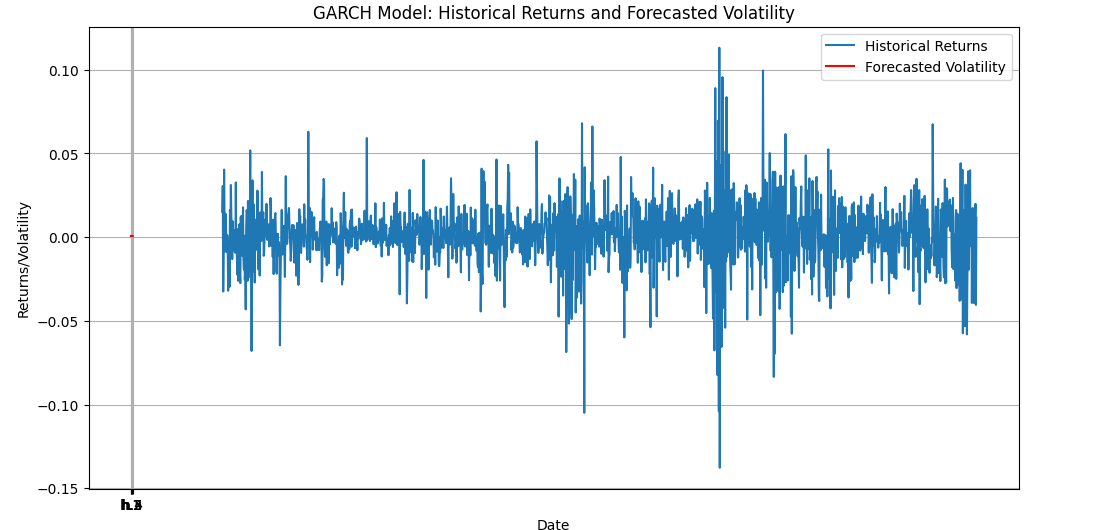 GARCH Model: Historical Returns and Forecasted Volatility
Historical Returns
Forecasted Volatility
0.10
0.05
0.00
−0.05
−0.10
−0.15
Returns/Volatility
Date